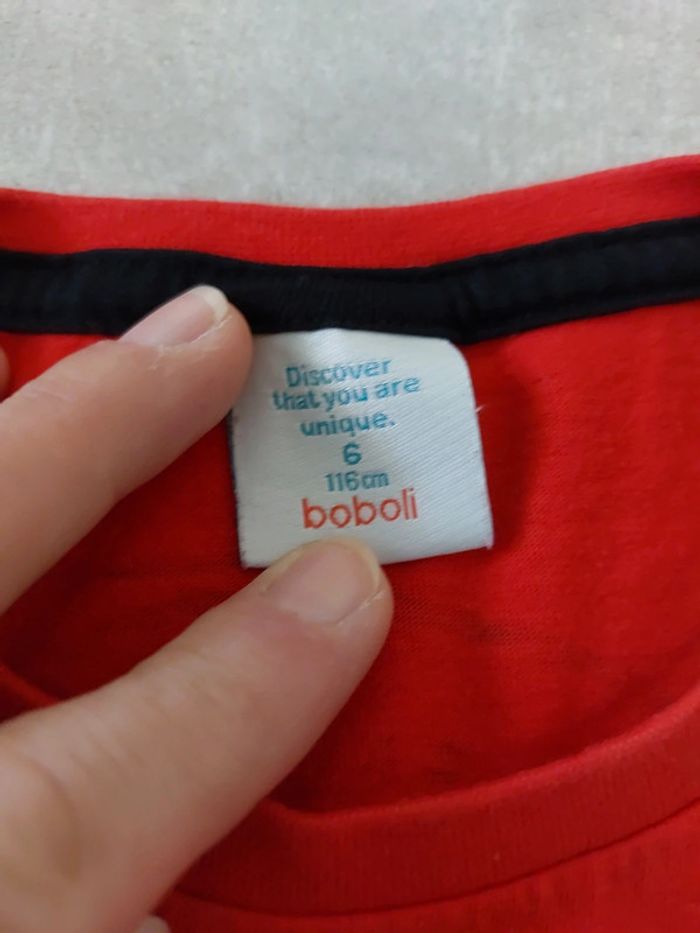 Discover
that you are
unique.
6
116cm
boboli